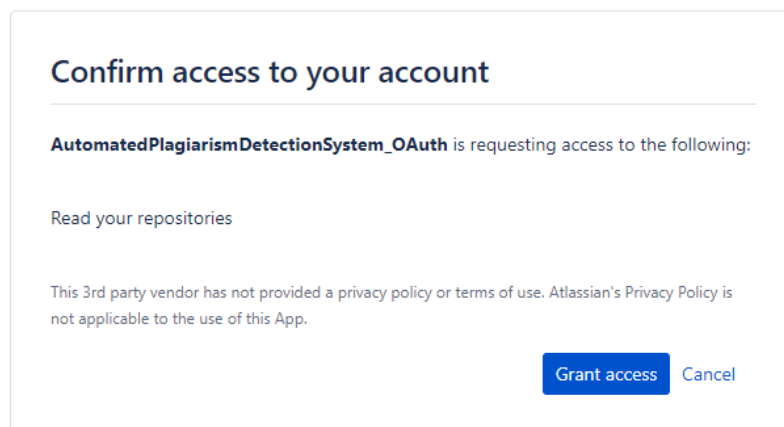 Confirm access to your account
AutomatedPlagiarismDetectionSystem_OAuth is requesting access to the following:
Read your repositories
This 3rd party vendor has not provided a privacy policy or terms of use. Atlassian's Privacy Policy is
not applicable to the use of this App.
Grant access Cancel